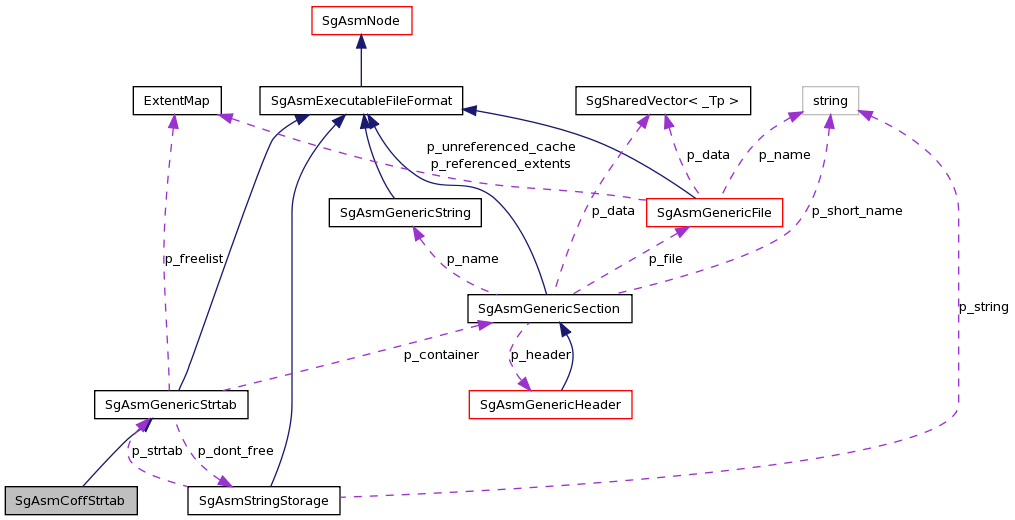 SgAsmNode
ExtentMap
SgAsmExecutableFileFormat
SgSharedVector< _Tp >
string
p_unreferenced_cache
p_referenced_extents
p_data
p_name
SgAsmGenericString
p_data
SgAsmGenericFile
p_short_name
p_freelist
p_name
p_file
SgAsmGenericSection
p_string
p_container
p_header
SgAsmGenericStrtab
SgAsmGenericHeader
p_strtab
p_dont_free
SgAsmCoffStrtab
SgAsmStringStorage